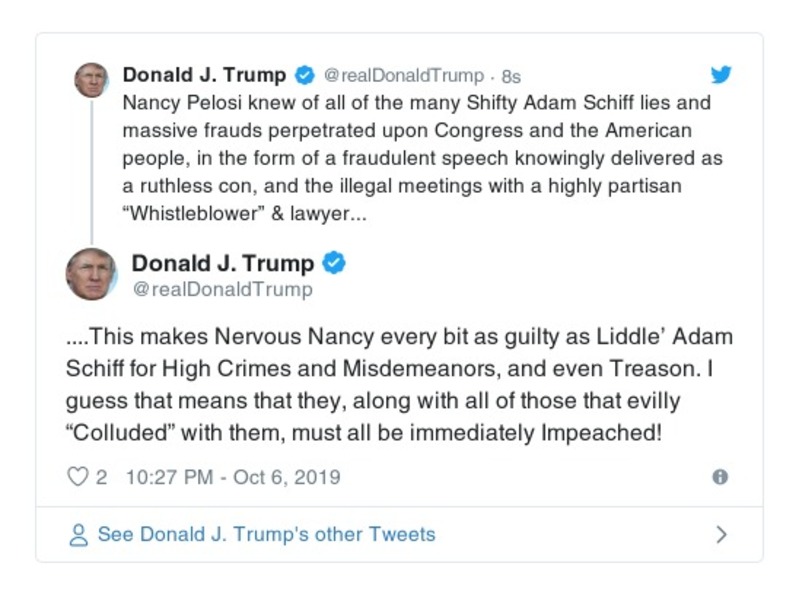 Donald J. Trump @realDonaldTrump · 8s
Nancy Pelosi knew of all of the many Shifty Adam Schiff lies and
massive frauds perpetrated upon Congress and the American
people, in the form of a fraudulent speech knowingly delivered as
a ruthless con, and the illegal meetings with a highly partisan
“Whistleblower” & lawyer...
Donald J. Trump
@realDonaldTrump
....This makes Nervous Nancy every bit as guilty as Liddle’ Adam
Schiff for High Crimes and Misdemeanors, and even Treason. I
guess that means that they, along with all of those that evilly
“Colluded” with them, must all be immediately Impeached!
2 10:27 PM - Oct 6, 2019
See Donald J. Trump's other Tweets